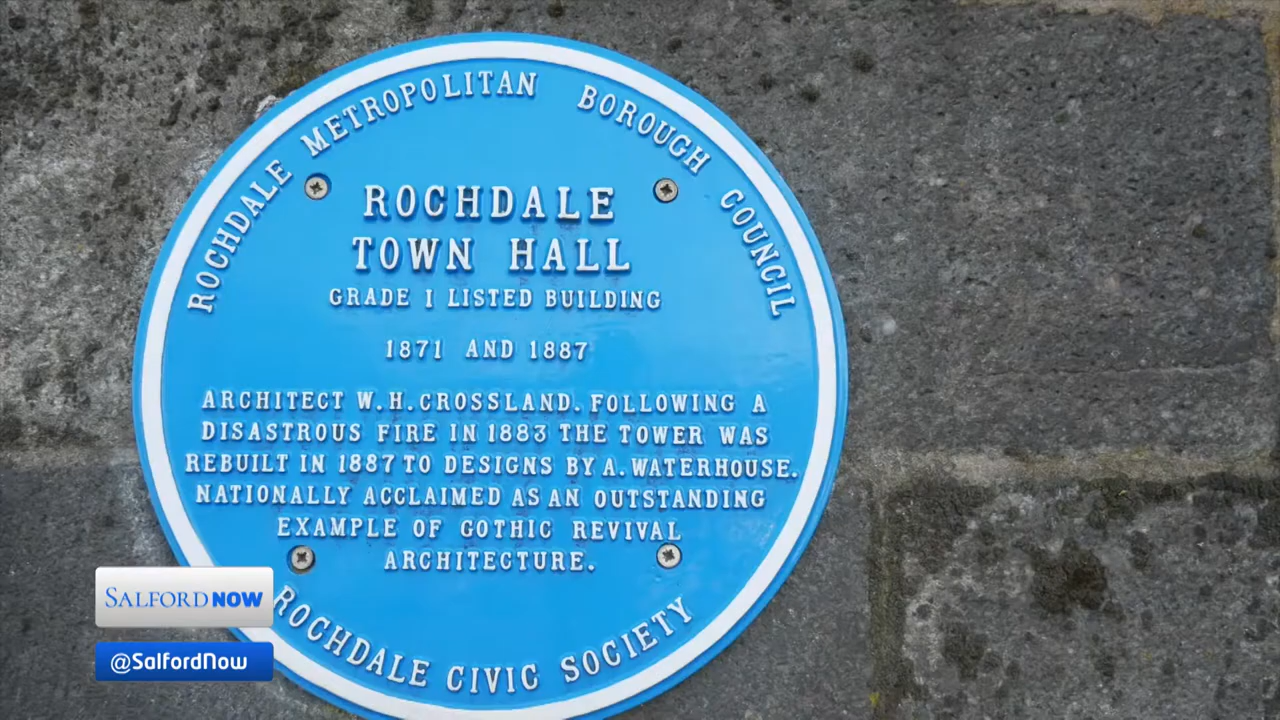 ROCHDALE METROPOLITAN BOROUGH COUNCIL
ROCHDALE
TOWN HALL
GRADE I LISTED BUILDING
1871 AND 1887
ARCHITECT W.H.CROSSLAND. FOLLOWING A
DISASTROUS FIRE IN 1883 THE TOWER WAS
REBUILT IN 1887 TO DESIGNS BY A. WATERHOUSE.
NATIONALLY ACCLAIMED AS AN OUTSTANDING
EXAMPLE OF GOTHIC REVIVAL
ARCHITECTURE.
ROCHDALE CIVIC SOCIETY
SALFORD NOW
@SalfordNow